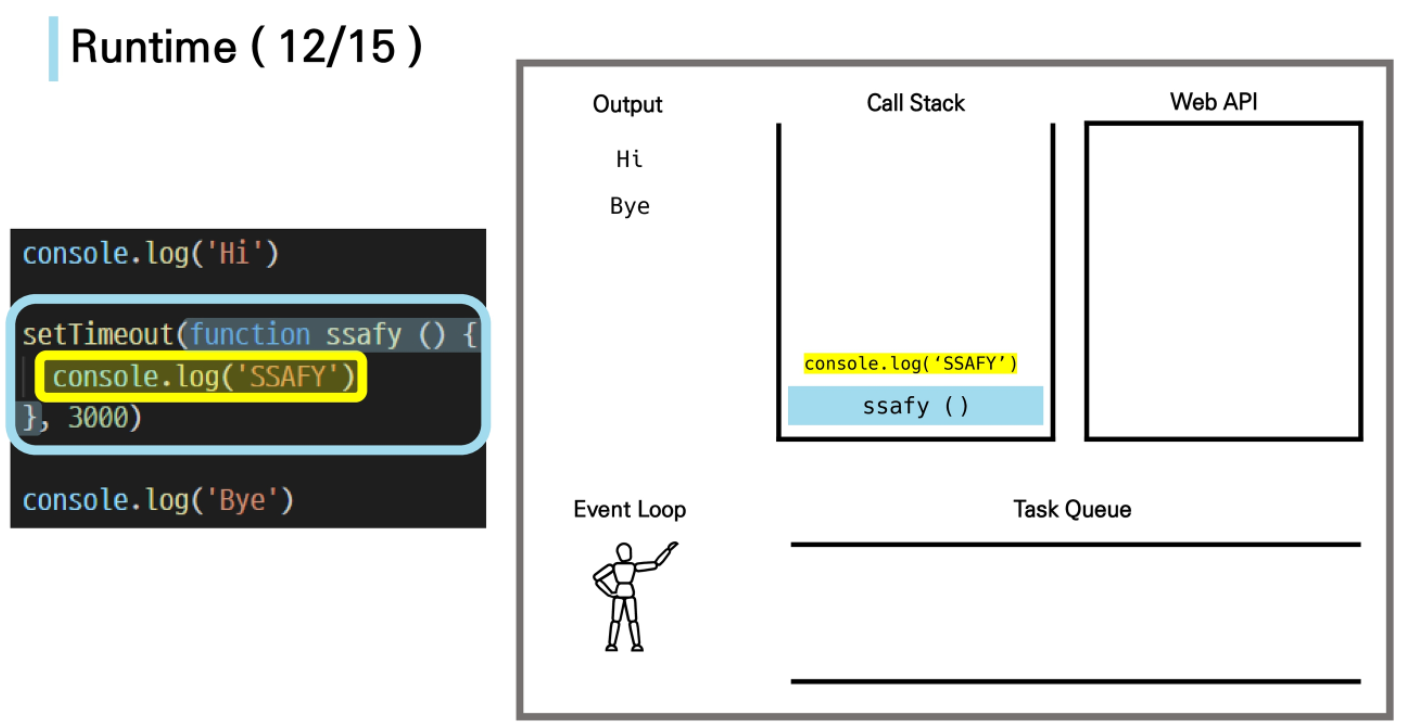 Runtime ( 12/15 )
console.log('Hi')
setTimeout(function ssafy () {
console.log('SSAFY')
}, 3000)
console.log('Bye')
Output
Hi
Bye
Call Stack
console.log(‘SSAFY’)
ssafy ()
Web API
Event Loop
Task Queue